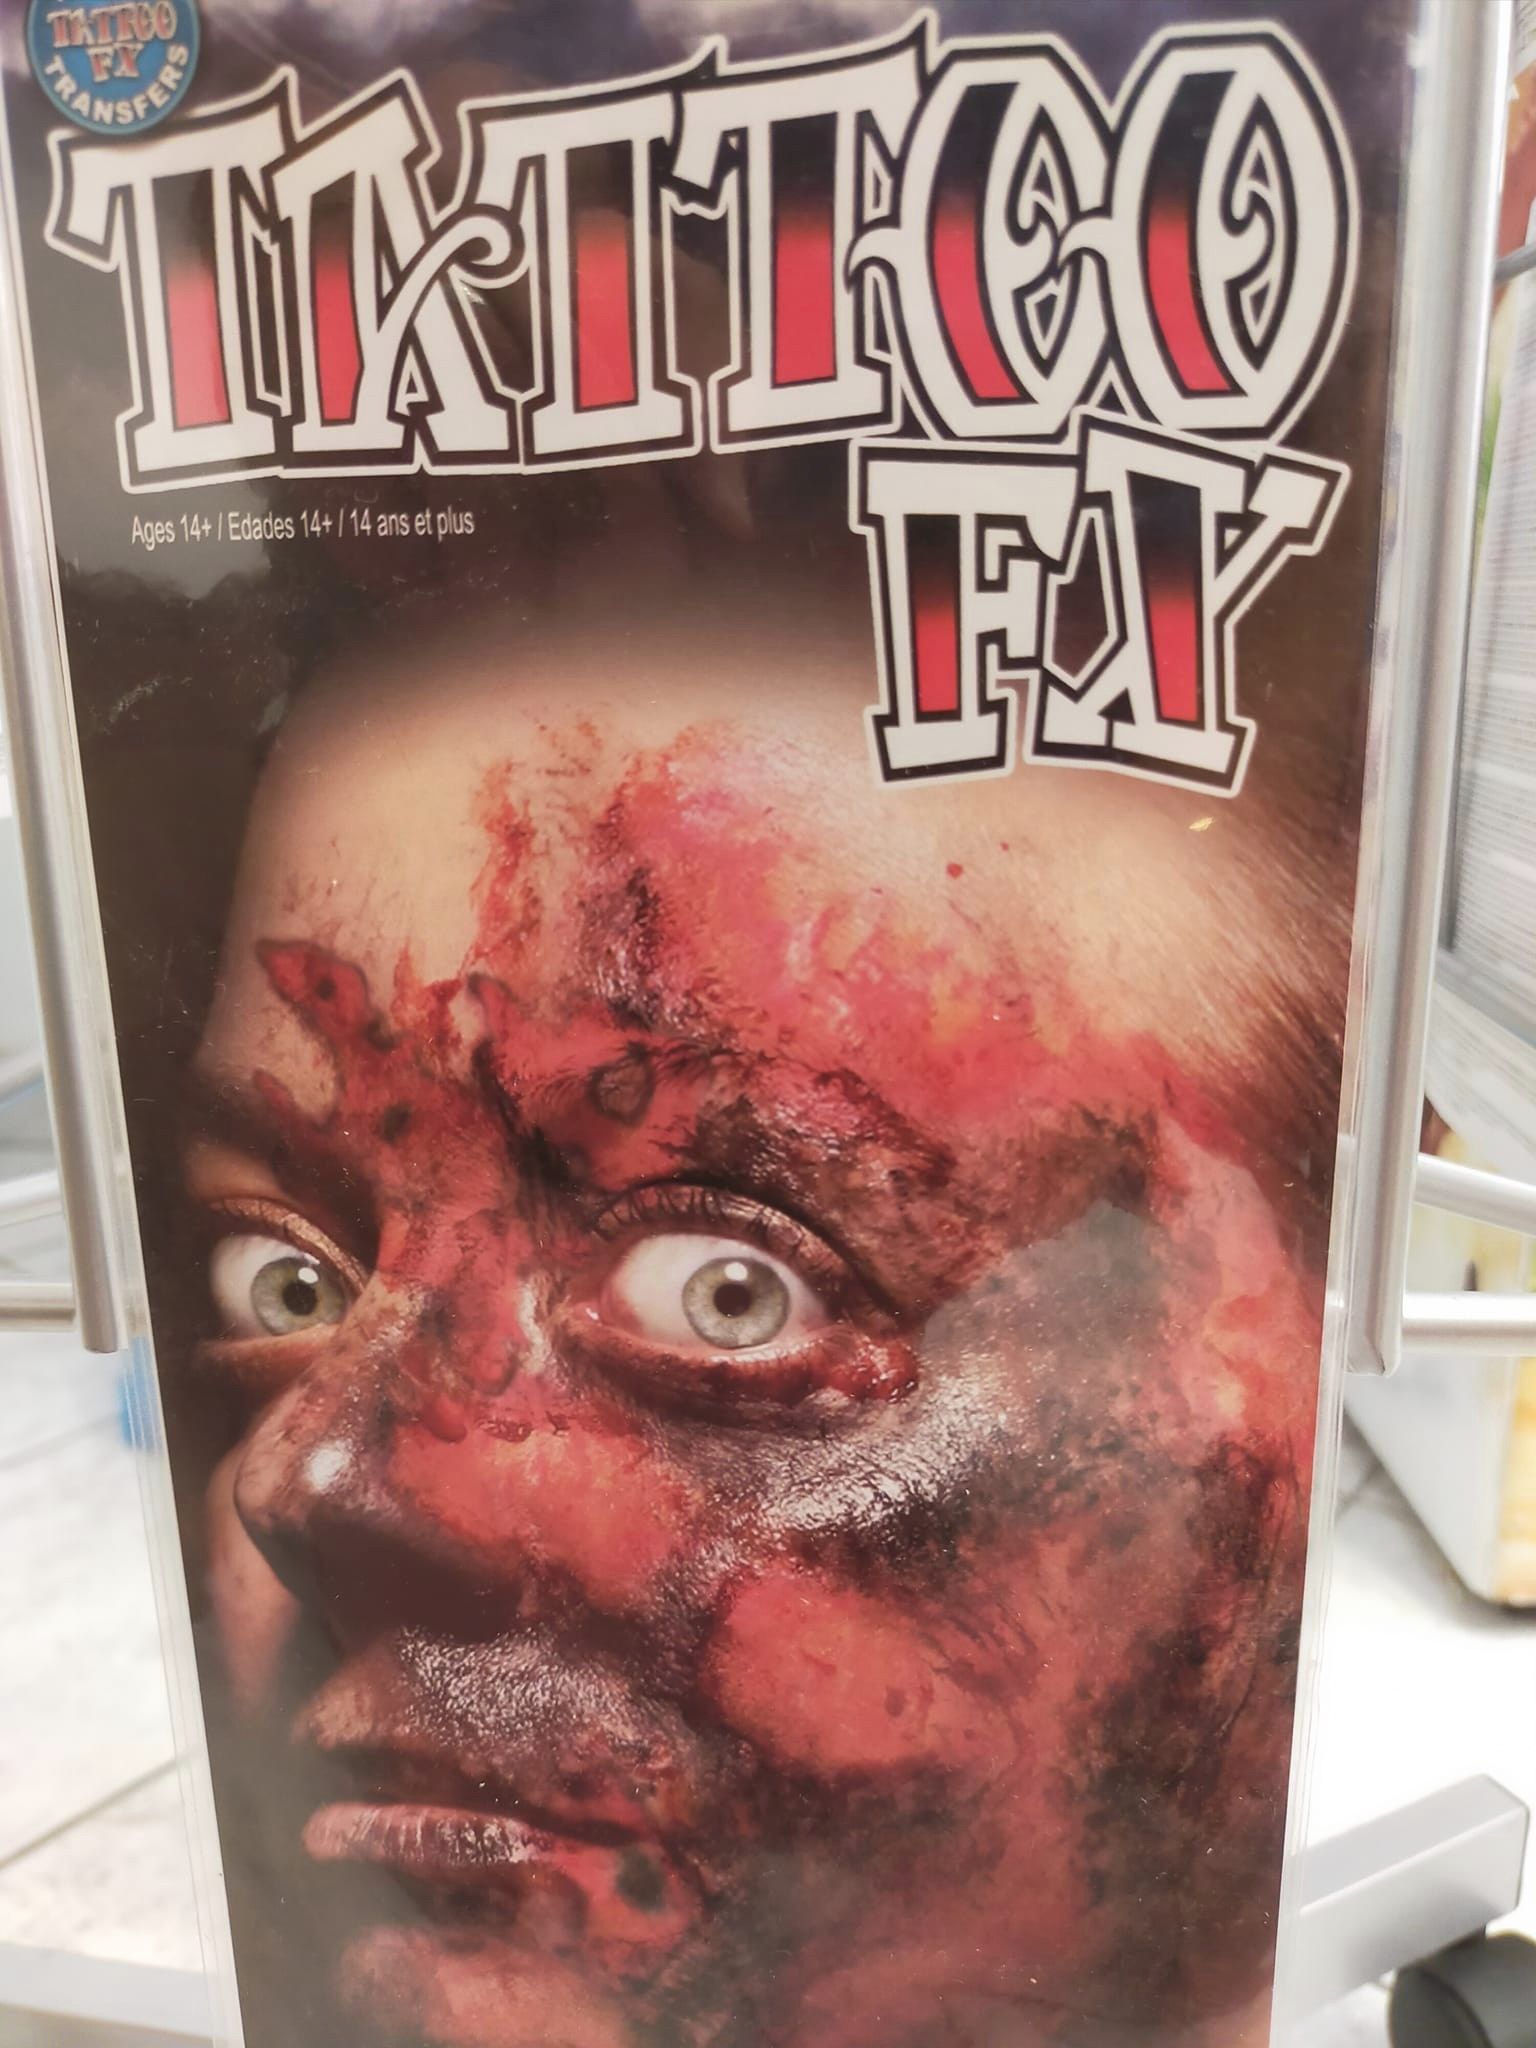 TATTOO
FX
TRANSFERS
TATTOO
FX
Ages 14+ / Edades 14+ / 14 ans et plus